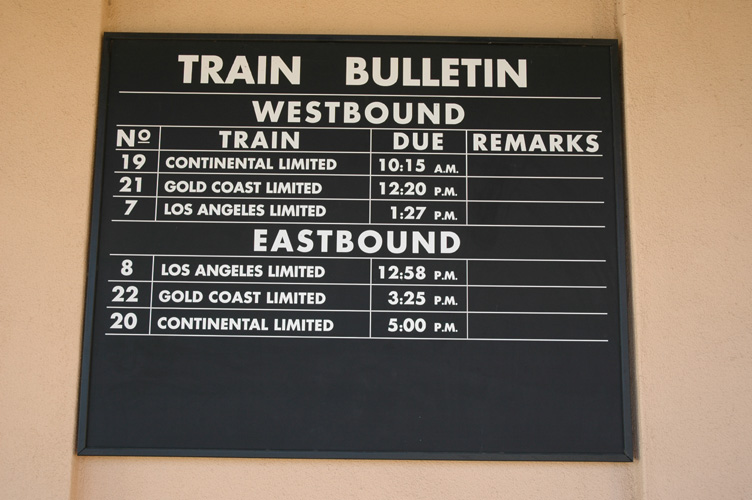 TRAIN BULLETIN
WESTBOUND
Nº TRAIN DUE REMARKS
19 CONTINENTAL LIMITED 10:15 A.M.
21 GOLD COAST LIMITED 12:20 P.M.
7 LOS ANGELES LIMITED 1:27 P.M.
EASTBOUND
8 LOS ANGELES LIMITED 12:58 P.M.
22 GOLD COAST LIMITED 3:25 P.M.
20 CONTINENTAL LIMITED 5:00 P.M.